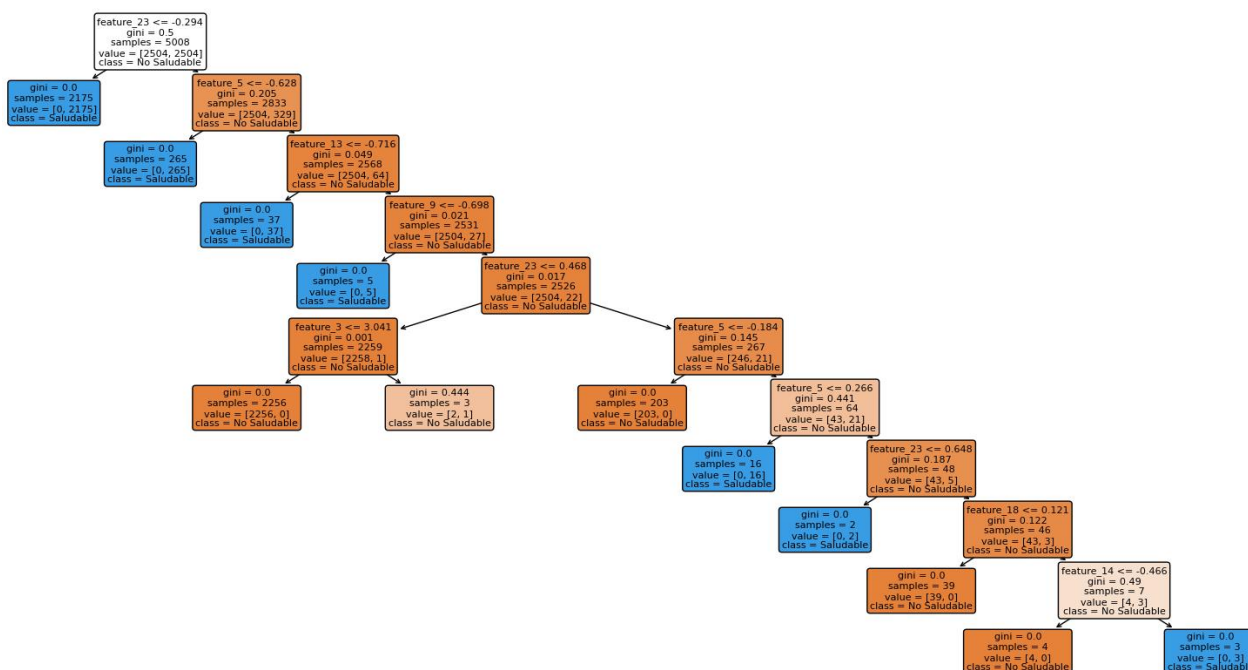 feature_23 <= -0.294
gini = 0.5
samples = 5008
value = [2504, 2504]
class = No Saludable
gini = 0.0
samples = 2175
value = [0, 2175]
class = Saludable
feature_5 <= -0.628
gini = 0.205
samples = 2833
value = [2504, 329]
class = No Saludable
gini = 0.0
samples = 265
value = [0, 265]
class = Saludable
feature_13 <= -0.716
gini = 0.049
samples = 2568
value = [2504, 64]
class = No Saludable
gini = 0.0
samples = 37
value = [0, 37]
class = Saludable
feature_9 <= -0.698
gini = 0.021
samples = 2531
value = [2504, 27]
class = No Saludable
gini = 0.0
samples = 5
value = [0, 5]
class = Saludable
feature_23 <= 0.468
gini = 0.017
samples = 2526
value = [2504, 22]
class = No Saludable
feature_3 <= 3.041
gini = 0.001
samples = 2259
value = [2258, 1]
class = No Saludable
feature_5 <= -0.184
gini = 0.145
samples = 267
value = [246, 21]
class = No Saludable
gini = 0.0
samples = 2256
value = [2256, 0]
class = No Saludable
gini = 0.444
samples = 3
value = [2, 1]
class = No Saludable
gini = 0.0
samples = 203
value = [203, 0]
class = No Saludable
feature_5 <= 0.266
gini = 0.441
samples = 64
value = [43, 21]
class = No Saludable
gini = 0.0
samples = 16
value = [0, 16]
class = Saludable
feature_23 <= 0.648
gini = 0.187
samples = 48
value = [43, 5]
class = No Saludable
gini = 0.0
samples = 2
value = [0, 2]
class = Saludable
feature_18 <= 0.121
gini = 0.122
samples = 46
value = [43, 3]
class = No Saludable
gini = 0.0
samples = 39
value = [39, 0]
class = No Saludable
feature_14 <= -0.466
gini = 0.49
samples = 7
value = [4, 3]
class = No Saludable
gini = 0.0
samples = 4
value = [4, 0]
class = No Saludable
gini = 0.0
samples = 3
value = [0, 3]
class = Saludable